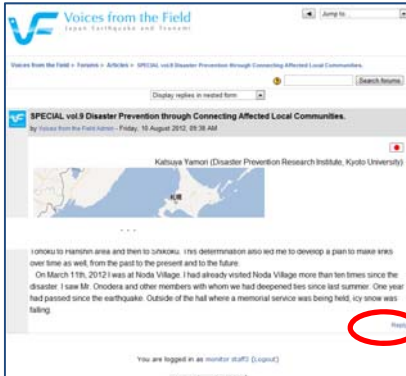 Voices from the Field
Japan Earthquake and Tsunami
Jump to...
Voices from the Field » Forums » Articles » SPECIAL vol.9 Disaster Prevention through Connecting Affected Local Communities.
Search forums
Display replies in nested form
SPECIAL vol.9 Disaster Prevention through Connecting Affected Local Communities.
by Voices from the Field Admin - Friday, 10 August 2012, 09:38 AM
Katsuya Yamori (Disaster Prevention Research Institute, Kyoto University)
札幌
. . .
Tohoku to Hanshin area and then to Shikoku. This determination also led me to develop a plan to make links
over time as well, from the past to the present and to the future.
On March 11th, 2012 I was at Noda Village. I had already visited Noda Village more than ten times since the
disaster. I saw Mr. Onodera and other members with whom we had deepened ties since last summer. One year
had passed since the earthquake. Outside of the hall where a memorial service was being held, icy snow was
falling.
Reply
You are logged in as monitor staff2 (Logout)